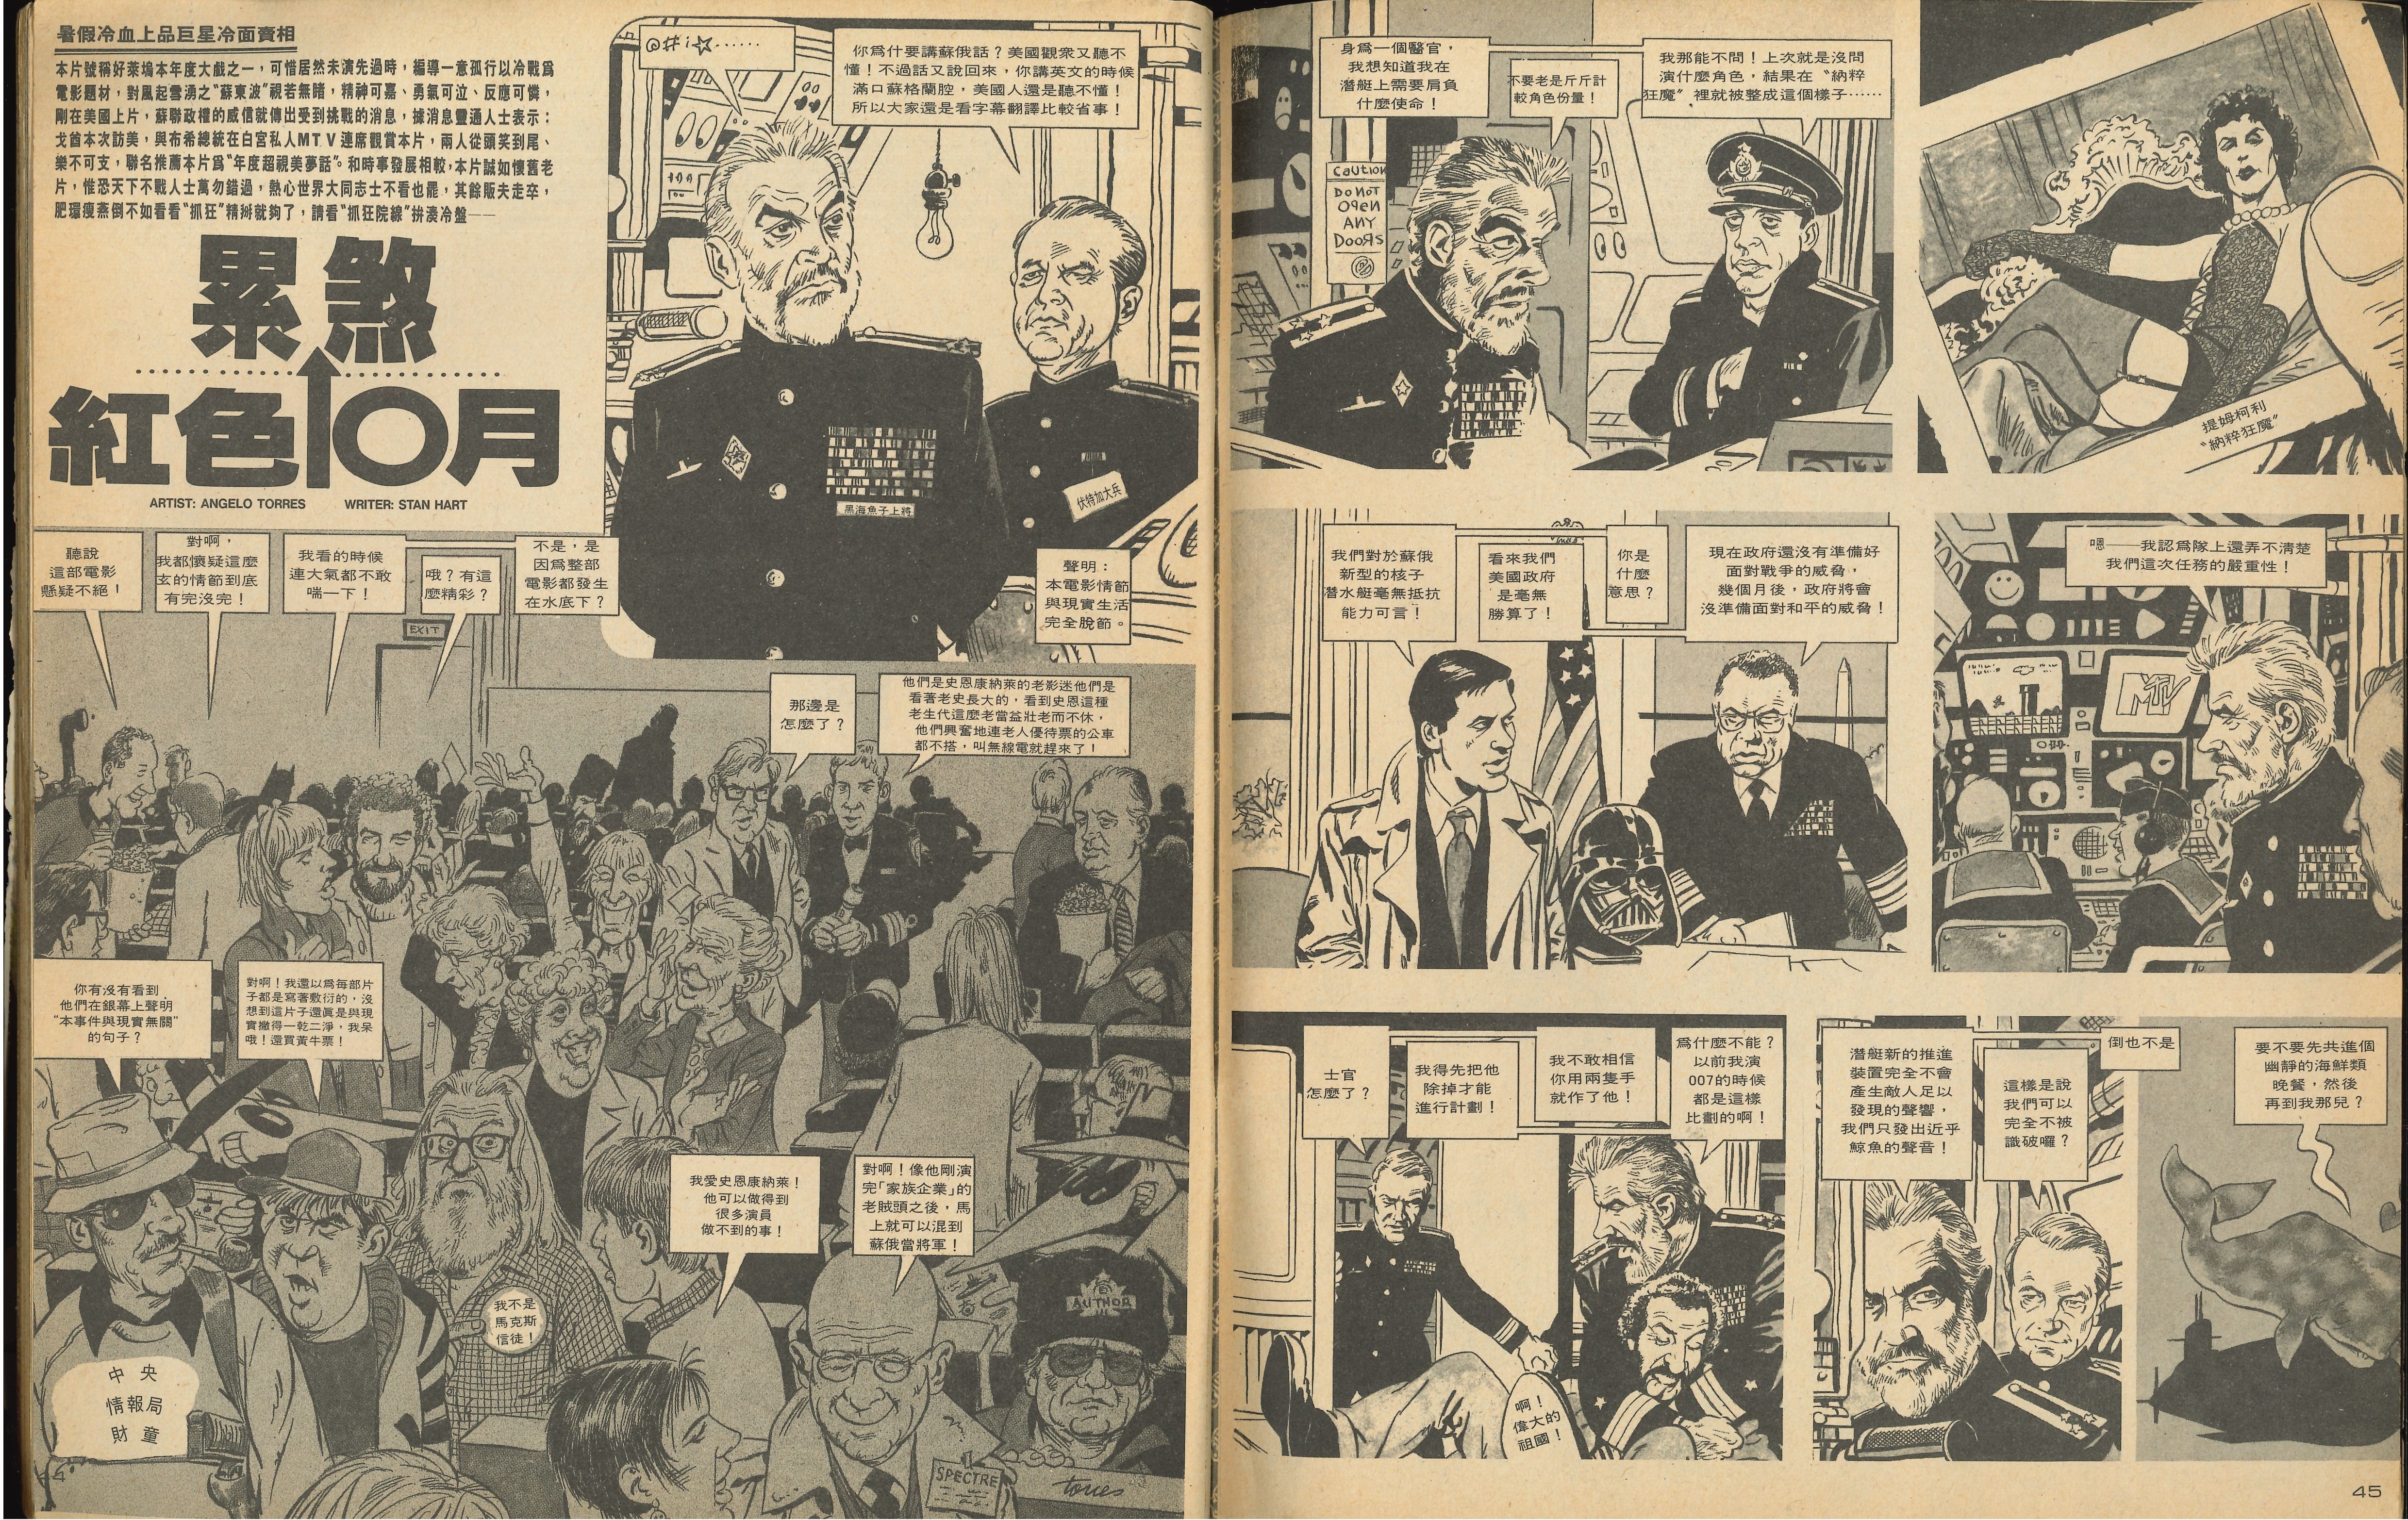 暑假冷血上品巨星冷面賣相
本片號稱好萊塢本年度大戲之一，可惜居然未演先過時，編導一意孤行以冷戰爲
電影題材，對風起雲湧之“蘇東波”視若無睹，精神可嘉、勇氣可泣、反應可憐，
剛在美國上片，蘇聯政權的威信就傳出受到挑戰的消息，據消息靈通人士表示：
戈酋本次訪美，與布希總統在白宮私人MTV連席觀賞本片，兩人從頭笑到尾、
樂不可支，聯名推薦本片爲“年度超視美夢話”。和時事發展相較，本片誠如懷舊老
片，惟恐天下不戰人士萬勿錯過，熱心世界大同志士不看也罷，其餘販夫走卒，
肥環瘦燕倒不如看看“抓狂”精掰就夠了，請看“抓狂院線”拚湊冷盤——
累煞
紅色10月
ARTIST: ANGELO TORRES WRITER: STAN HART
@#¡☆……
你爲什要講蘇俄話？美國觀衆又聽不
懂！不過話又說回來，你講英文的時候
滿口蘇格蘭腔，美國人還是聽不懂！
所以大家還是看字幕翻譯比較省事！
黑海魚子上將
伏特加大兵
聲明：
本電影情節
與現實生活
完全脫節。
聽說
這部電影
懸疑不絕！
對啊，
我都懷疑這麼
玄的情節到底
有完沒完！
我看的時候
連大氣都不敢
喘一下！
哦？有這
麼精彩？
不是，是
因爲整部
電影都發生
在水底下？
EXIT
那邊是
怎麼了？
他們是史恩康納萊的老影迷他們是
看著老史長大的，看到史恩這種
老生代這麼老當益壯老而不休，
他們興奮地連老人優待票的公車
都不搭，叫無線電就趕來了！
你有沒有看到
他們在銀幕上聲明
“本事件與現實無關”
的句子？
對啊！我還以爲每部片
子都是寫著敷衍的，沒
想到這片子還眞是與現
實撇得一乾二淨，我呆
哦！還買黃牛票！
我愛史恩康納萊！
他可以做得到
很多演員
做不到的事！
對啊！像他剛演
完「家族企業」的
老賊頭之後，馬
上就可以混到
蘇俄當將軍！
我不是
馬克斯
信徒！
AUTHOR
中央
情報局
財童
SPECTRE
torres
44
身爲一個醫官，
我想知道我在
潛艇上需要肩負
什麼使命！
不要老是斤斤計
較角色份量！
我那能不問！上次就是沒問
演什麼角色，結果在“納粹
狂魔”裡就被整成這個樣子……
CAUTION
DO NOT
OPEN
ANY
DOORS
提姆柯利
“納粹狂魔”
我們對於蘇俄
新型的核子
潛水艇毫無抵抗
能力可言！
看來我們
美國政府
是毫無
勝算了！
你是
什麼
意思？
現在政府還沒有準備好
面對戰爭的威脅，
幾個月後，政府將會
沒準備面對和平的威脅！
嗯——我認爲隊上還弄不清楚
我們這次任務的嚴重性！
MTV
士官
怎麼了？
我得先把他
除掉才能
進行計劃！
我不敢相信
你用兩隻手
就作了他！
爲什麼不能？
以前我演
007的時候
都是這樣
比劃的啊！
啊！
偉大的
祖國！
潛艇新的推進
裝置完全不會
產生敵人足以
發現的聲響，
我們只發出近乎
鯨魚的聲音！
這樣是說
我們可以
完全不被
識破囉？
倒也不是
要不要先共進個
幽靜的海鮮類
晚餐，然後
再到我那兒？
45